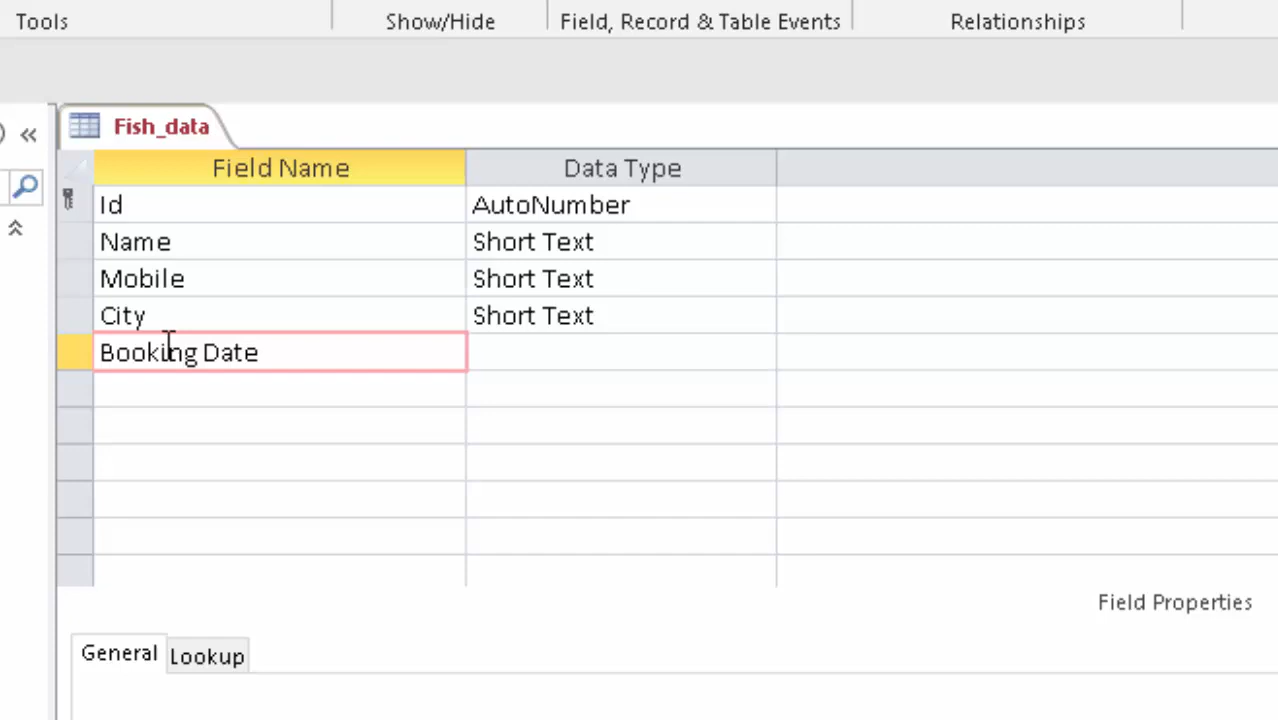 Tools Show/Hide Field, Record & Table Events Relationships
Fish_data
Field Name Data Type
Id AutoNumber
Name Short Text
Mobile Short Text
City Short Text
Booking Date
Field Properties
General Lookup